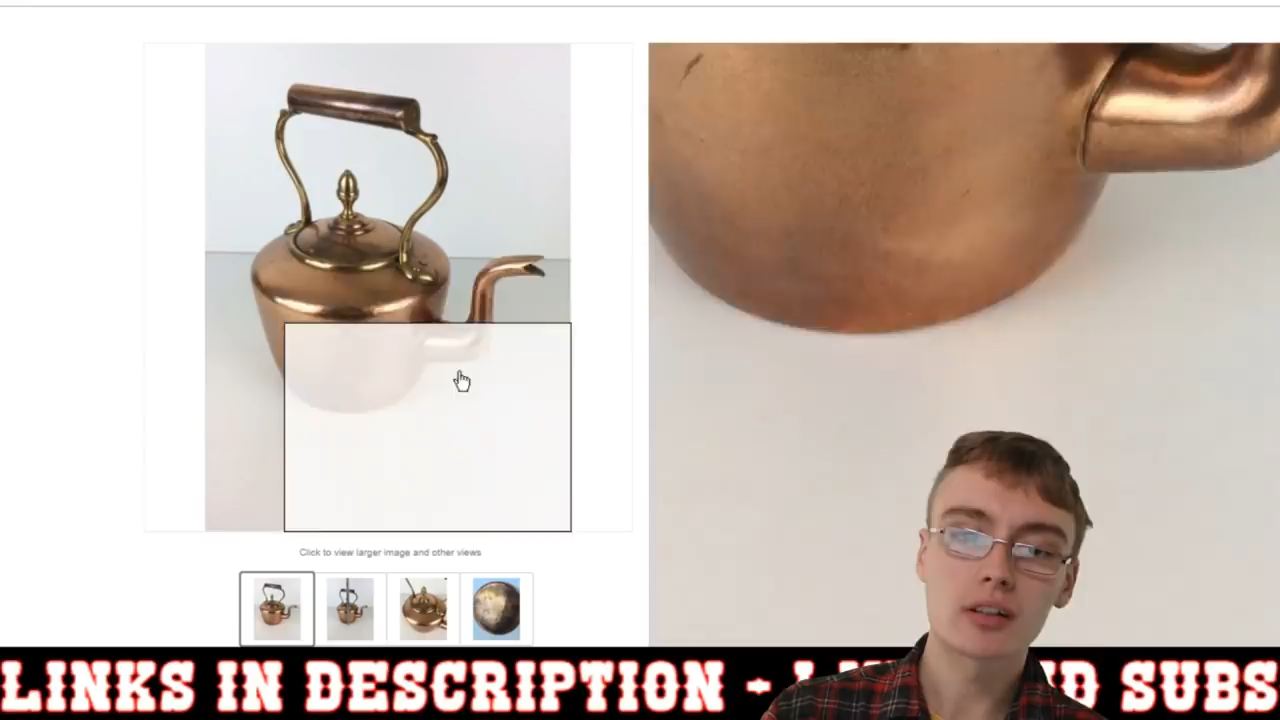 Click to view larger image and other views
LINKS IN DESCRIPTION - D SUBS